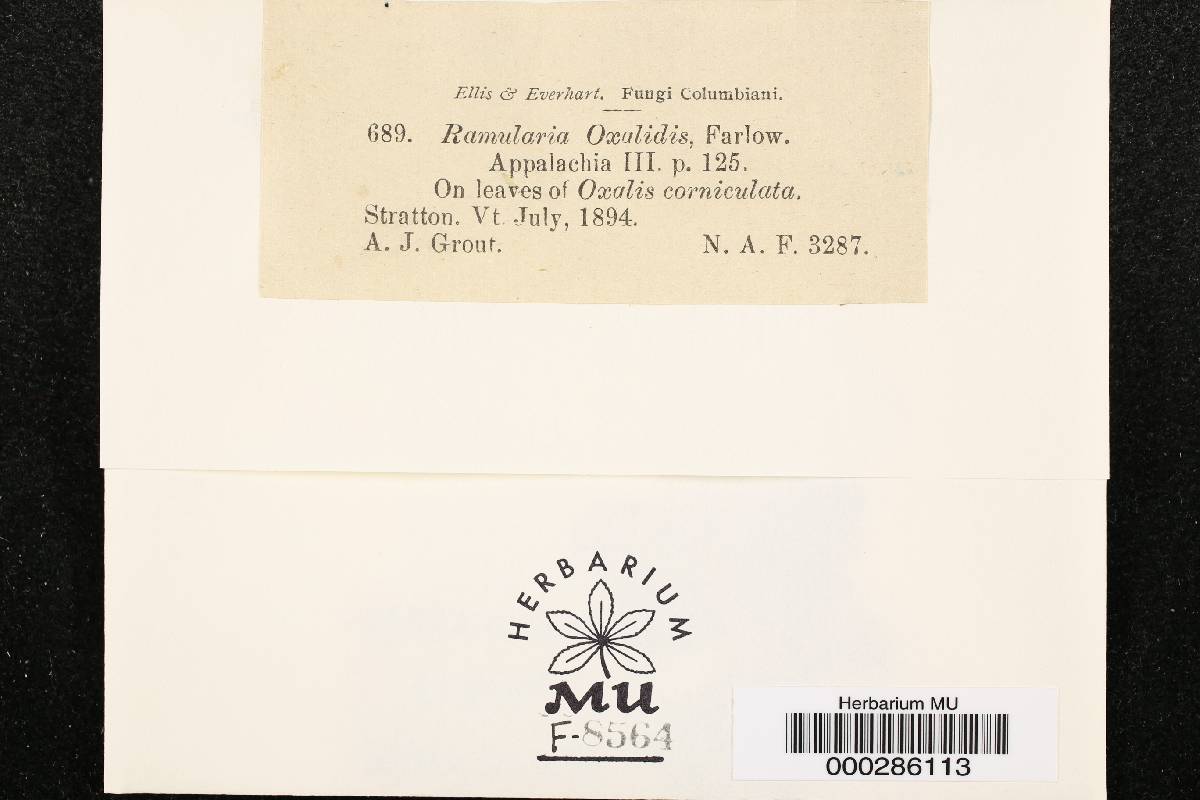 Ellis & Everhart. Fungi Columbiani.
689. Ramularia Oxalidis, Farlow.
Appalachia III. p. 125.
On leaves of Oxalis corniculata.
Stratton. Vt. July, 1894.
A. J. Grout. N. A. F. 3287.
HERBARIUM
MU
F-8564
Herbarium MU
000286113